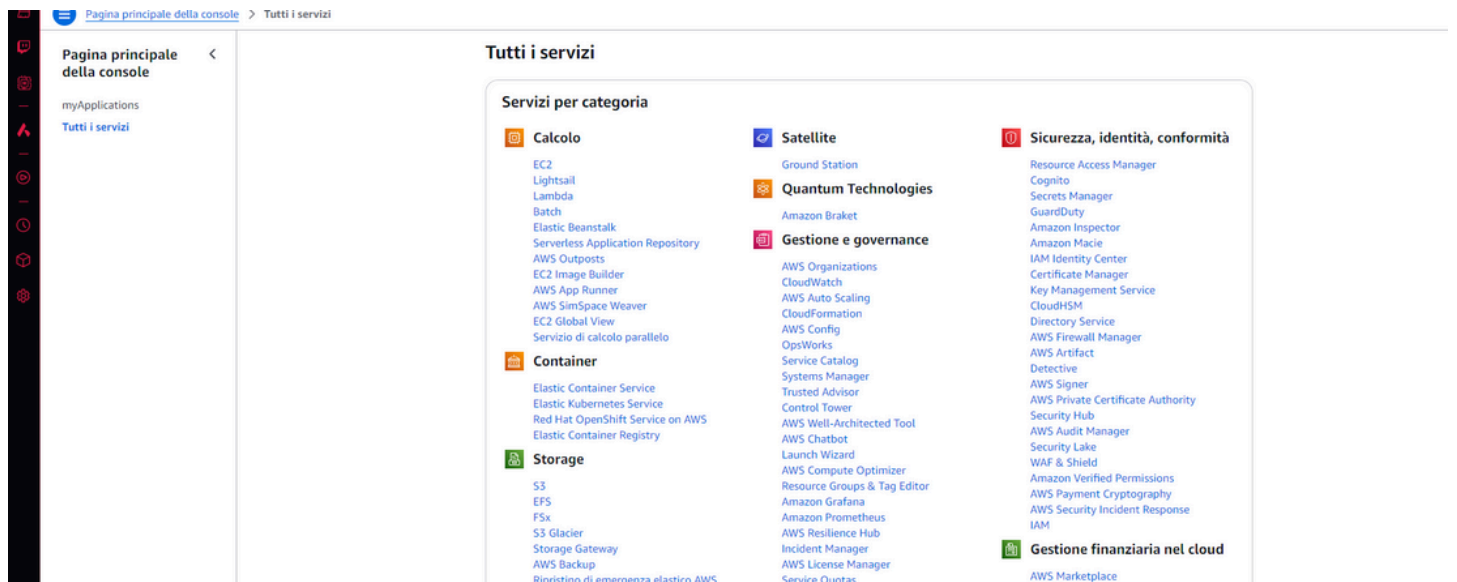 Pagina principale della console > Tutti i servizi
Pagina principale
della console
myApplications
Tutti i servizi
Tutti i servizi
Servizi per categoria
Calcolo
EC2
Lightsail
Lambda
Batch
Elastic Beanstalk
Serverless Application Repository
AWS Outposts
EC2 Image Builder
AWS App Runner
AWS SimSpace Weaver
EC2 Global View
Servizio di calcolo parallelo
Container
Elastic Container Service
Elastic Kubernetes Service
Red Hat OpenShift Service on AWS
Elastic Container Registry
Storage
S3
EFS
FSx
S3 Glacier
Storage Gateway
AWS Backup
Ripristino di emergenza elastico AWS
Satellite
Ground Station
Quantum Technologies
Amazon Braket
Gestione e governance
AWS Organizations
CloudWatch
AWS Auto Scaling
CloudFormation
AWS Config
OpsWorks
Service Catalog
Systems Manager
Trusted Advisor
Control Tower
AWS Well-Architected Tool
AWS Chatbot
Launch Wizard
AWS Compute Optimizer
Resource Groups & Tag Editor
Amazon Grafana
Amazon Prometheus
AWS Resilience Hub
Incident Manager
AWS License Manager
Service Quotas
Sicurezza, identità, conformità
Resource Access Manager
Cognito
Secrets Manager
GuardDuty
Amazon Inspector
Amazon Macie
IAM Identity Center
Certificate Manager
Key Management Service
CloudHSM
Directory Service
AWS Firewall Manager
AWS Artifact
Detective
AWS Signer
AWS Private Certificate Authority
Security Hub
AWS Audit Manager
Security Lake
WAF & Shield
Amazon Verified Permissions
AWS Payment Cryptography
AWS Security Incident Response
IAM
Gestione finanziaria nel cloud
AWS Marketplace